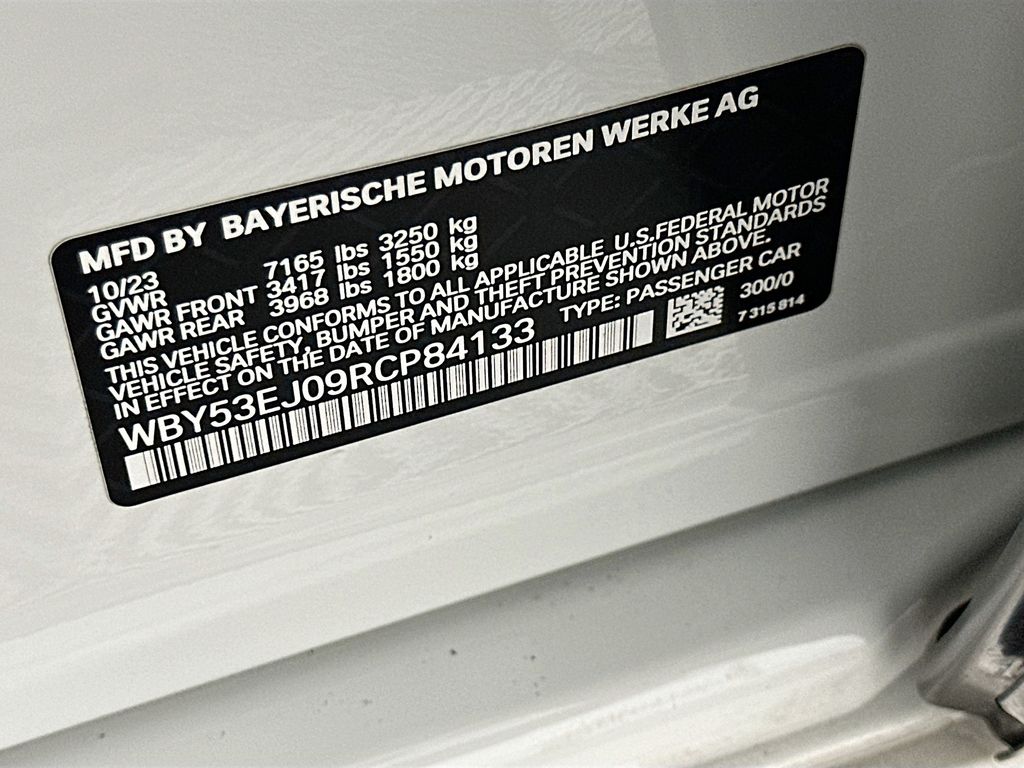 MFD BY BAYERISCHE MOTOREN WERKE AG
10/23
GVWR 7165 lbs 3250 kg
GAWR FRONT 3417 lbs 1550 kg
GAWR REAR 3968 lbs 1800 kg
THIS VEHICLE CONFORMS TO ALL APPLICABLE U.S.FEDERAL MOTOR
VEHICLE SAFETY, BUMPER AND THEFT PREVENTION STANDARDS
IN EFFECT ON THE DATE OF MANUFACTURE SHOWN ABOVE.
WBY53EJ09RCP84133 TYPE: PASSENGER CAR
300/0
7 315 814